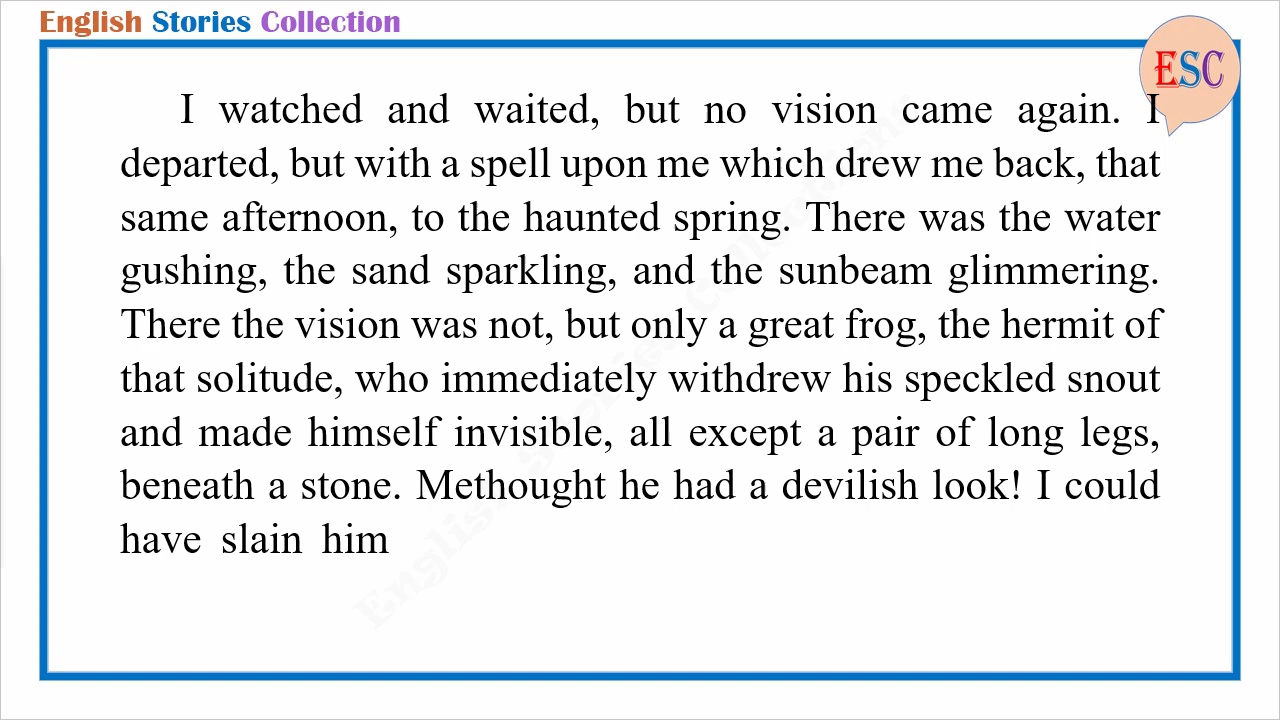 English Stories Collection
ESC
I watched and waited, but no vision came again. I
departed, but with a spell upon me which drew me back, that
same afternoon, to the haunted spring. There was the water
gushing, the sand sparkling, and the sunbeam glimmering.
There the vision was not, but only a great frog, the hermit of
that solitude, who immediately withdrew his speckled snout
and made himself invisible, all except a pair of long legs,
beneath a stone. Methought he had a devilish look! I could
have slain him
English Stories Collections